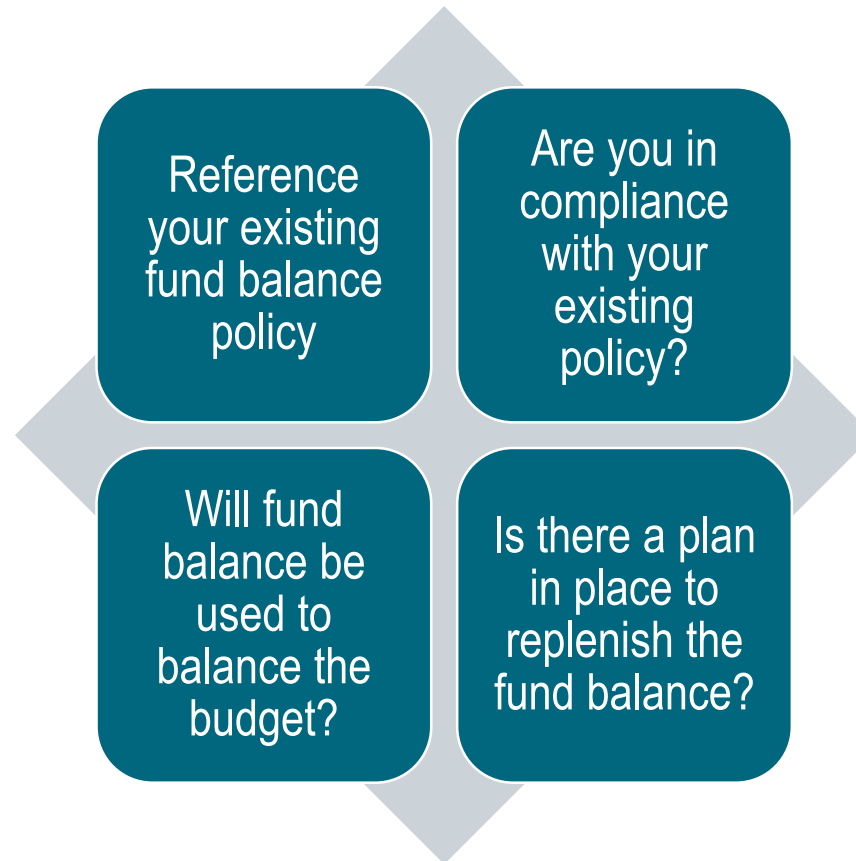 Reference
your existing
fund balance
policy
Are you in
compliance
with your
existing
policy?
Will fund
balance be
used to
balance the
budget?
Is there a plan
in place to
replenish the
fund balance?